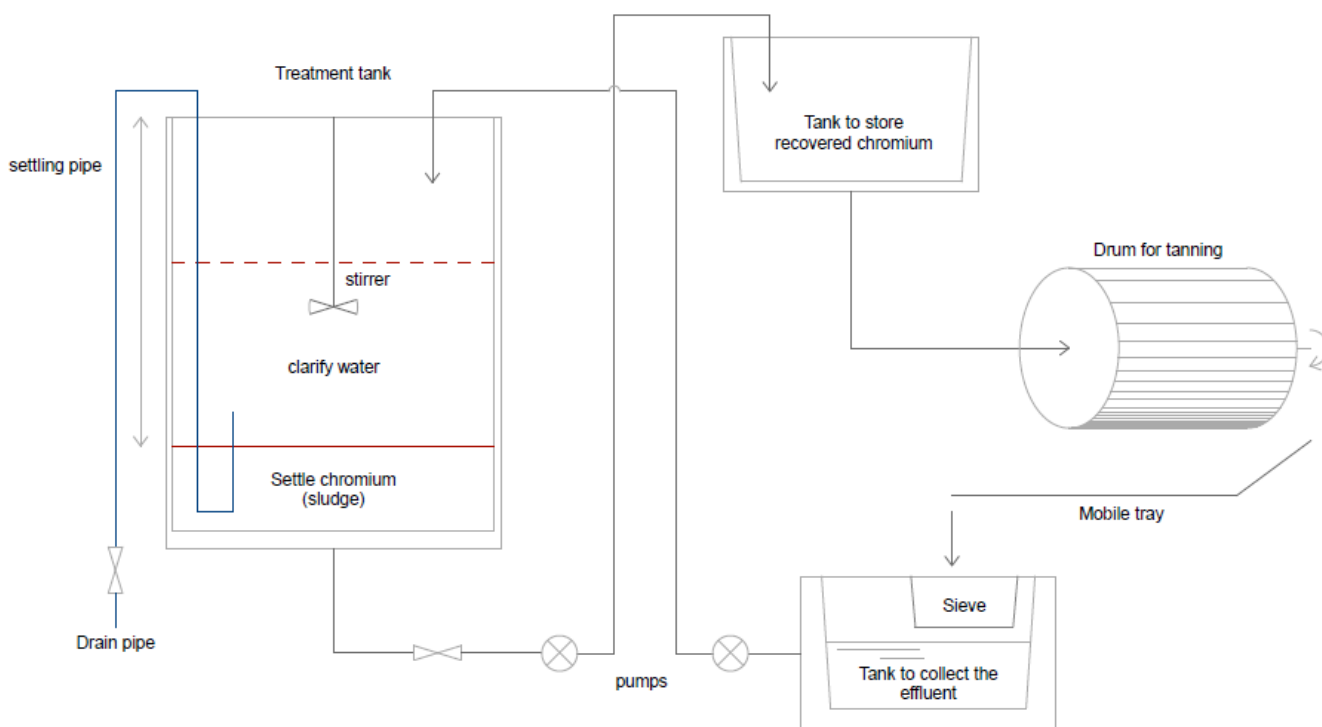 Treatment tank
settling pipe
Tank to store
recovered chromium
Drum for tanning
stirrer
clarify water
Settle chromium
(sludge)
Mobile tray
Sieve
Drain pipe
pumps
Tank to collect the
effluent